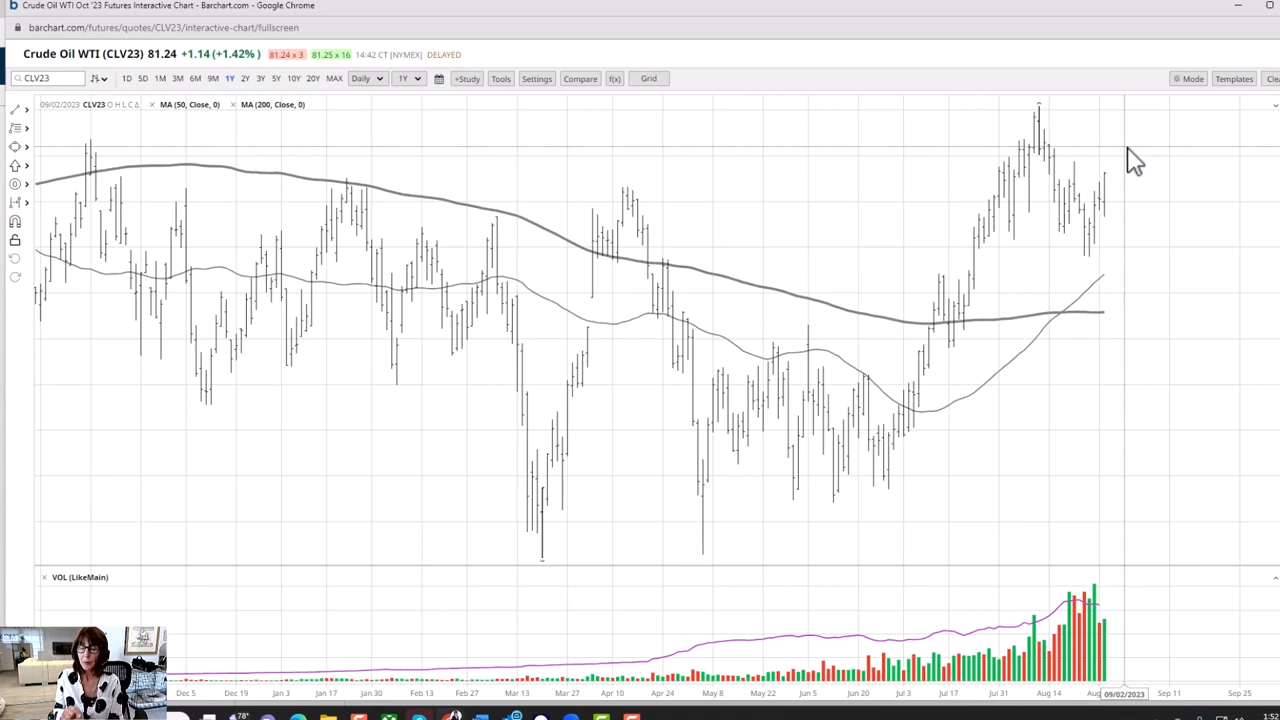 Crude Oil WTI Oct '23 Futures Interactive Chart - Barchart.com - Google Chrome
barchart.com/futures/quotes/CLV23/interactive-chart/fullscreen
Crude Oil WTI (CLV23) 81.24 +1.14 (+1.42%) 81.24 x 3 81.25 x 16 14:42 CT (NYMEX) DELAYED
CLV23 1D 5D 1M 3M 6M 9M 1Y 2Y 3Y 5Y 10Y 20Y MAX Daily 1Y +Study Tools Settings Compare f(x) Grid Mode Templates Clea
09/02/2023 CLV23 O H L C Δ MA (50, Close, 0) MA (200, Close, 0)
VOL (LikeMain)
Dec 5 Dec 19 Jan 3 Jan 17 Jan 30 Feb 13 Feb 27 Mar 13 Mar 27 Apr 10 Apr 24 May 8 May 22 Jun 5 Jun 20 Jul 3 Jul 17 Jul 31 Aug 14 Aug 09/02/2023 Sep 11 Sep 25
78°
1:52